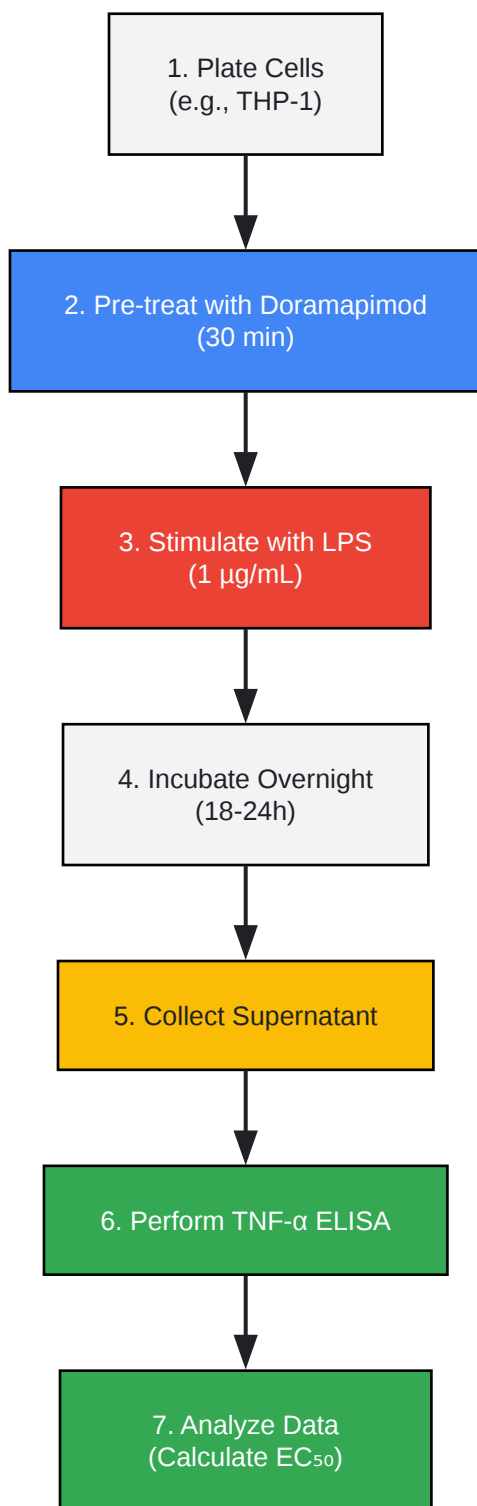 1. Plate Cells
(e.g., THP-1)
2. Pre-treat with Doramapimod
(30 min)
3. Stimulate with LPS
(1 µg/mL)
4. Incubate Overnight
(18-24h)
5. Collect Supernatant
6. Perform TNF-α ELISA
7. Analyze Data
(Calculate EC₅₀)